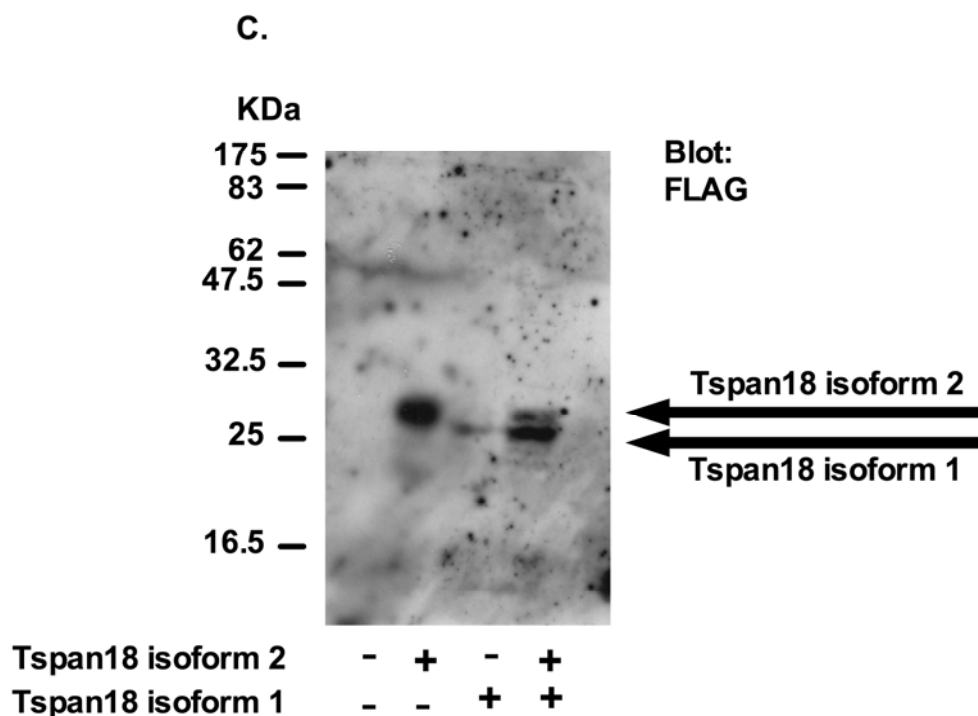 C.
KDa
175
83
62
47.5
32.5
25
16.5
Blot:
FLAG
Tspan18 isoform 2
Tspan18 isoform 1
Tspan18 isoform 2 - + - +
Tspan18 isoform 1 - - + +